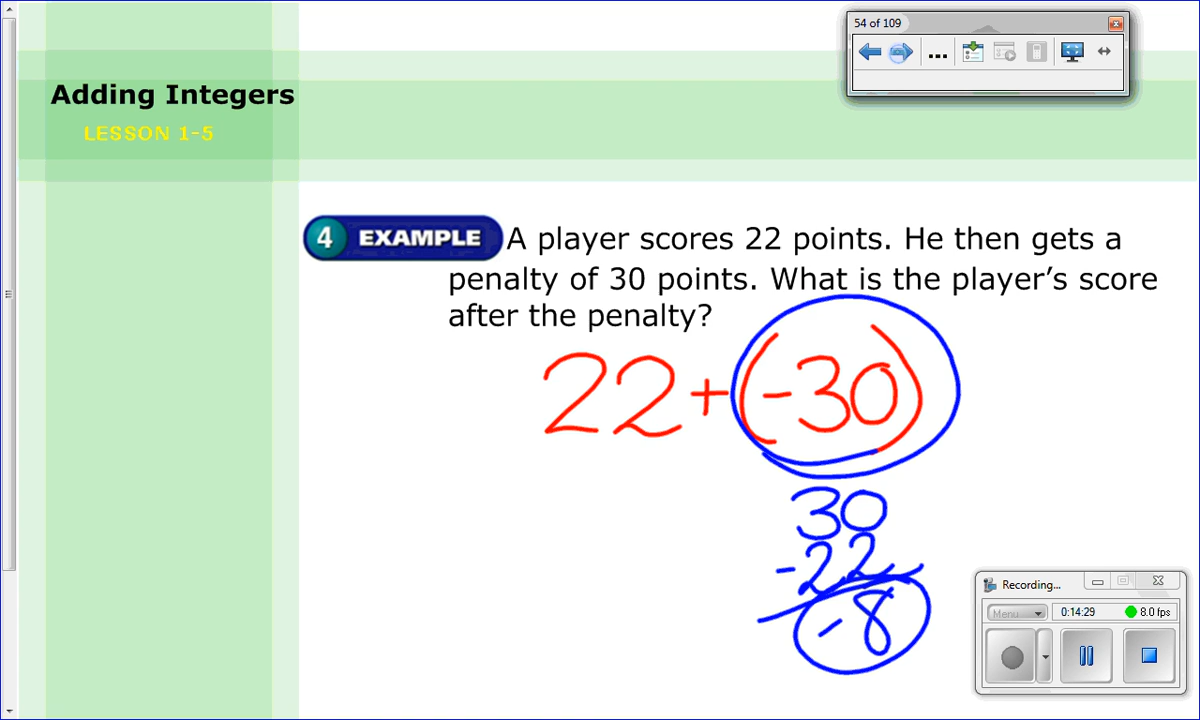 54 of 109
Adding Integers
LESSON 1-5
4 EXAMPLE A player scores 22 points. He then gets a
penalty of 30 points. What is the player’s score
after the penalty?
22+(-30)
30
-22
-8
Recording...
Menu 0:14:29 8.0 fps